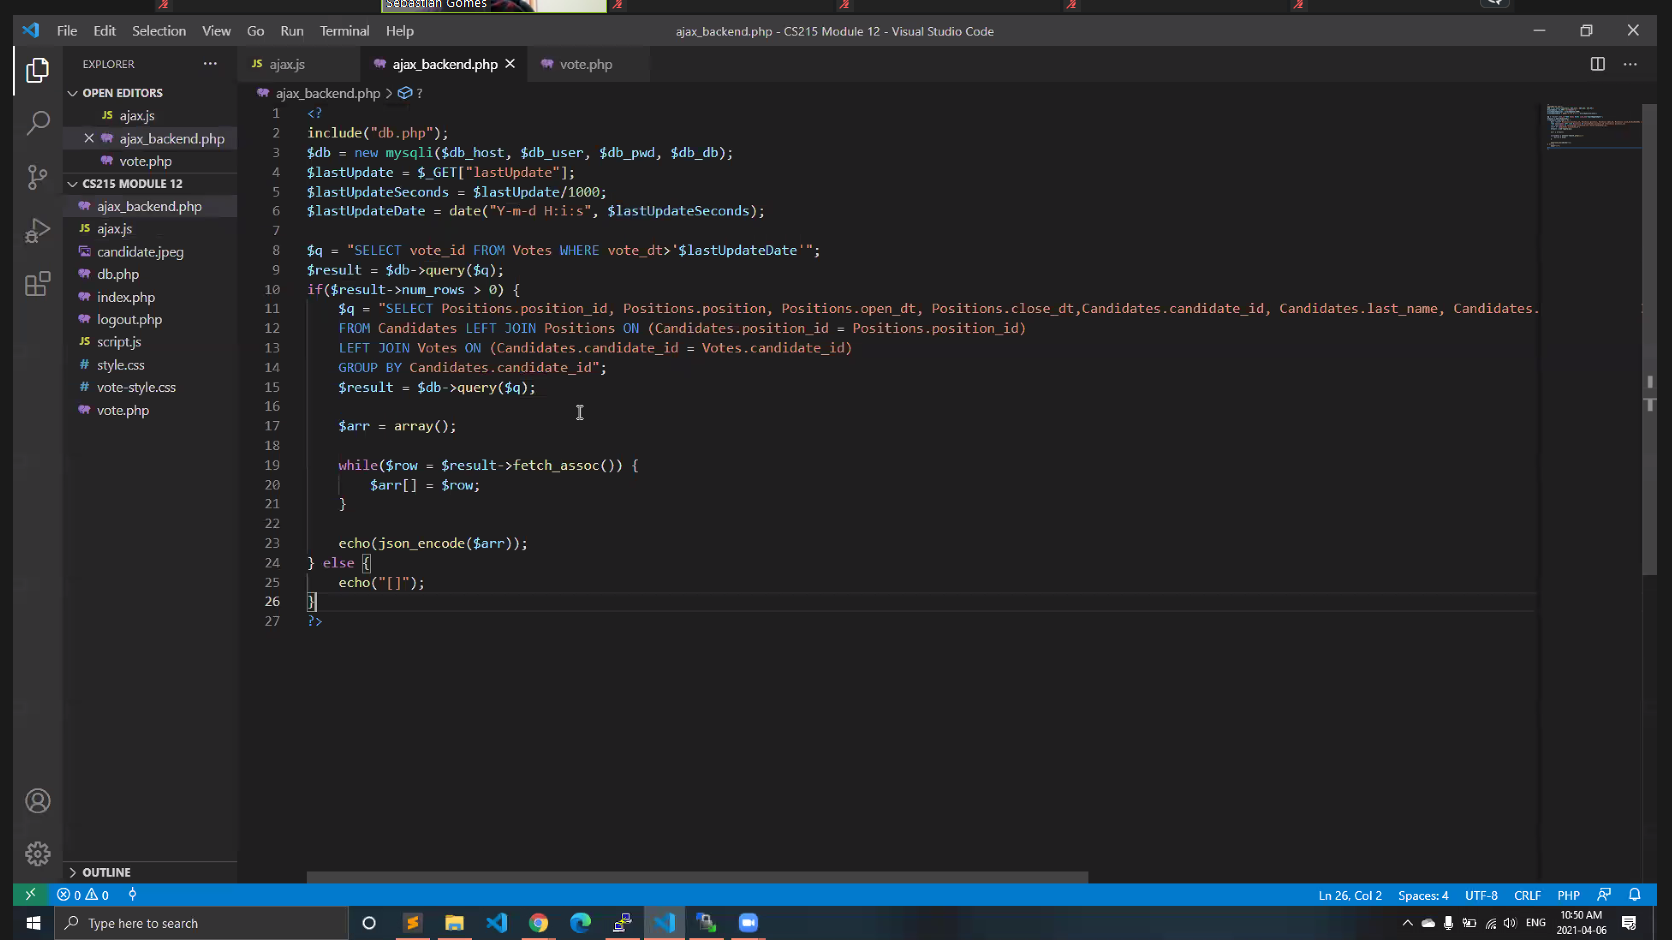 Sebastian Gomes
File Edit Selection View Go Run Terminal Help
ajax_backend.php - CS215 Module 12 - Visual Studio Code
EXPLORER
OPEN EDITORS
ajax.js
ajax_backend.php
vote.php
CS215 MODULE 12
ajax_backend.php
ajax.js
candidate.jpeg
db.php
index.php
logout.php
script.js
style.css
vote-style.css
vote.php
OUTLINE
ajax.js
ajax_backend.php
vote.php
ajax_backend.php > ?
1 <?
2 include("db.php");
3 $db = new mysqli($db_host, $db_user, $db_pwd, $db_db);
4 $lastUpdate = $_GET["lastUpdate"];
5 $lastUpdateSeconds = $lastUpdate/1000;
6 $lastUpdateDate = date("Y-m-d H:i:s", $lastUpdateSeconds);
7
8 $q = "SELECT vote_id FROM Votes WHERE vote_dt>'$lastUpdateDate'";
9 $result = $db->query($q);
10 if($result->num_rows > 0) {
11 $q = "SELECT Positions.position_id, Positions.position, Positions.open_dt, Positions.close_dt,Candidates.candidate_id, Candidates.last_name, Candidates.
12 FROM Candidates LEFT JOIN Positions ON (Candidates.position_id = Positions.position_id)
13 LEFT JOIN Votes ON (Candidates.candidate_id = Votes.candidate_id)
14 GROUP BY Candidates.candidate_id";
15 $result = $db->query($q);
16
17 $arr = array();
18
19 while($row = $result->fetch_assoc()) {
20 $arr[] = $row;
21 }
22
23 echo(json_encode($arr));
24 } else {
25 echo("[]");
26 }
27 ?>
0 0
Ln 26, Col 2 Spaces: 4 UTF-8 CRLF PHP
Type here to search
ENG
10:50 AM
2021-04-06